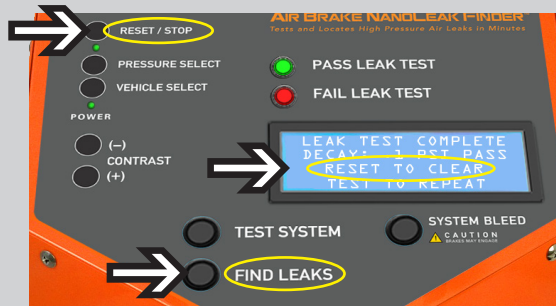 AIR BRAKE NANOLEAK FINDER®
Tests and Locates High Pressure Air Leaks in Minutes
RESET / STOP
PRESSURE SELECT
VEHICLE SELECT
POWER
(–)
CONTRAST
(+)
PASS LEAK TEST
FAIL LEAK TEST
LEAK TEST COMPLETE
DECAY: .1 PSI PASS
RESET TO CLEAR
TEST TO REPEAT
TEST SYSTEM
FIND LEAKS
SYSTEM BLEED
CAUTION
BRAKES MAY ENGAGE